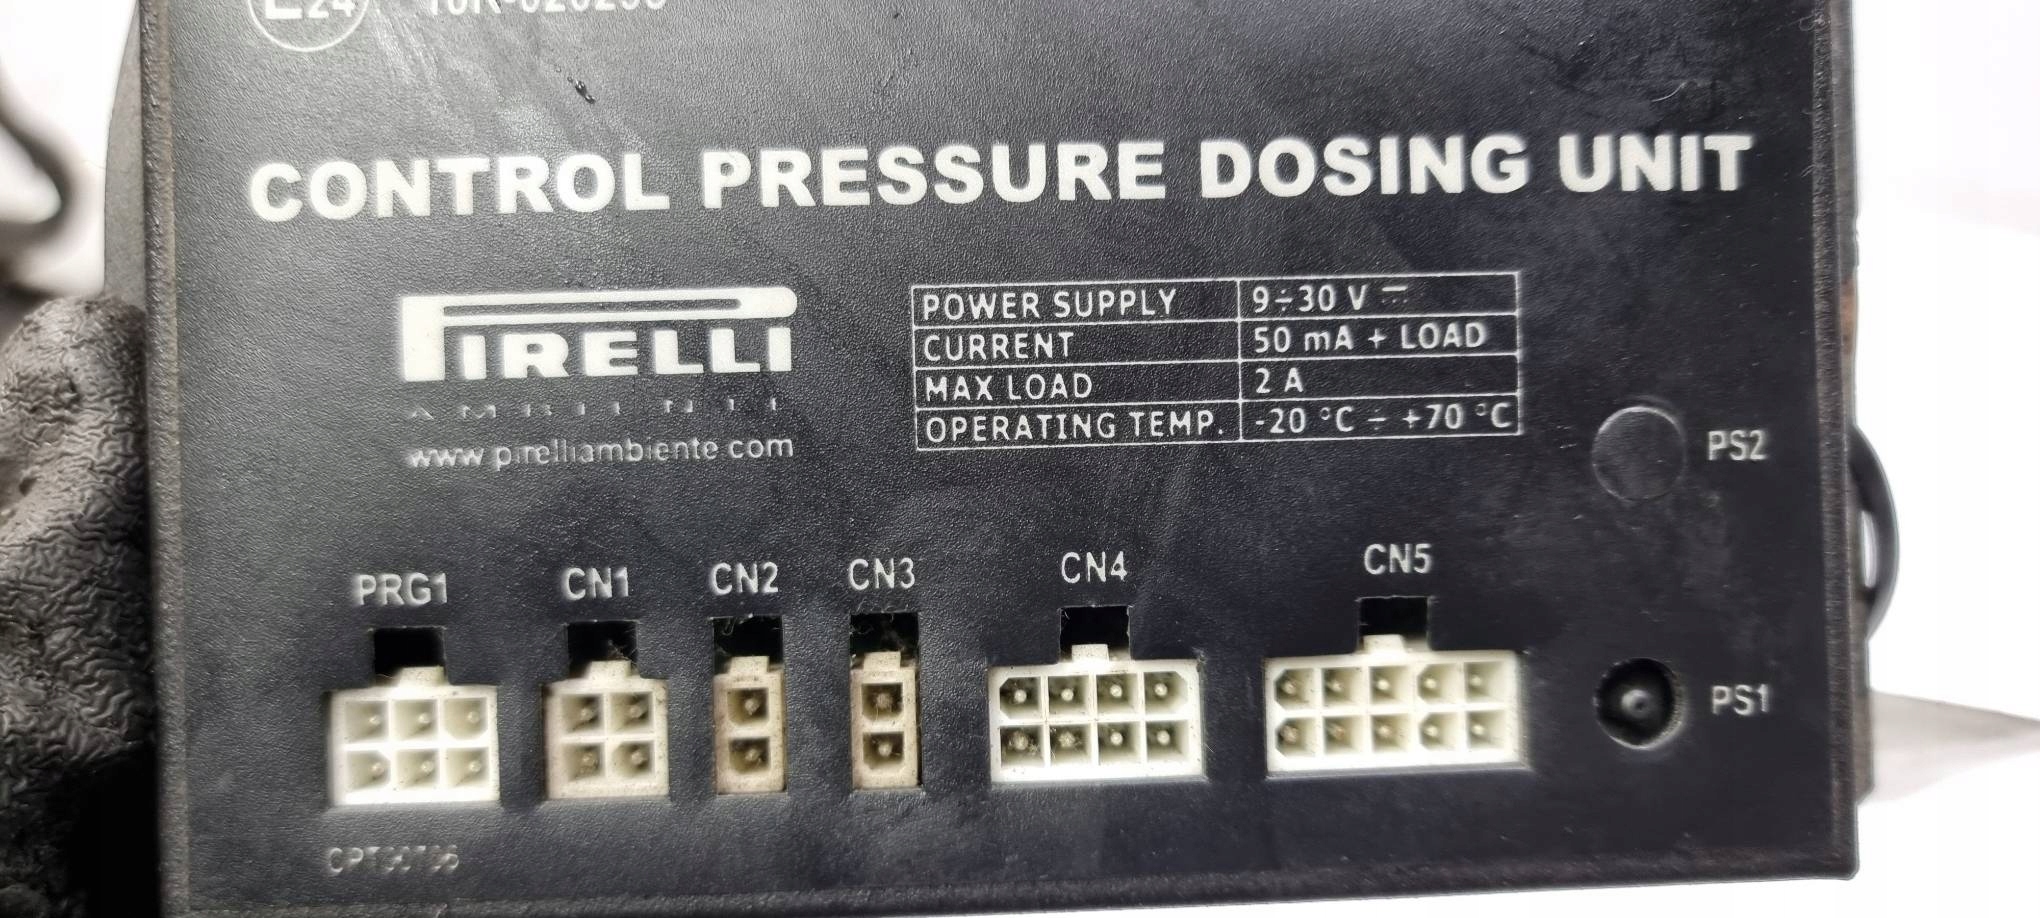 E24
CONTROL PRESSURE DOSING UNIT
PIRELLI
www.pirelliambiente.com
POWER SUPPLY 9÷30 V ⎓
CURRENT 50 mA + LOAD
MAX LOAD 2 A
OPERATING TEMP. -20 °C ÷ +70 °C
PS2
PRG1 CN1 CN2 CN3 CN4 CN5
PS1